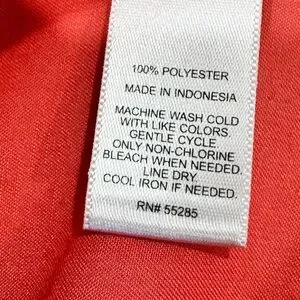 100% POLYESTER
MADE IN INDONESIA
MACHINE WASH COLD
WITH LIKE COLORS.
GENTLE CYCLE
ONLY NON-CHLORINE
BLEACH WHEN NEEDED.
LINE DRY.
COOL IRON IF NEEDED.
RN# 55285